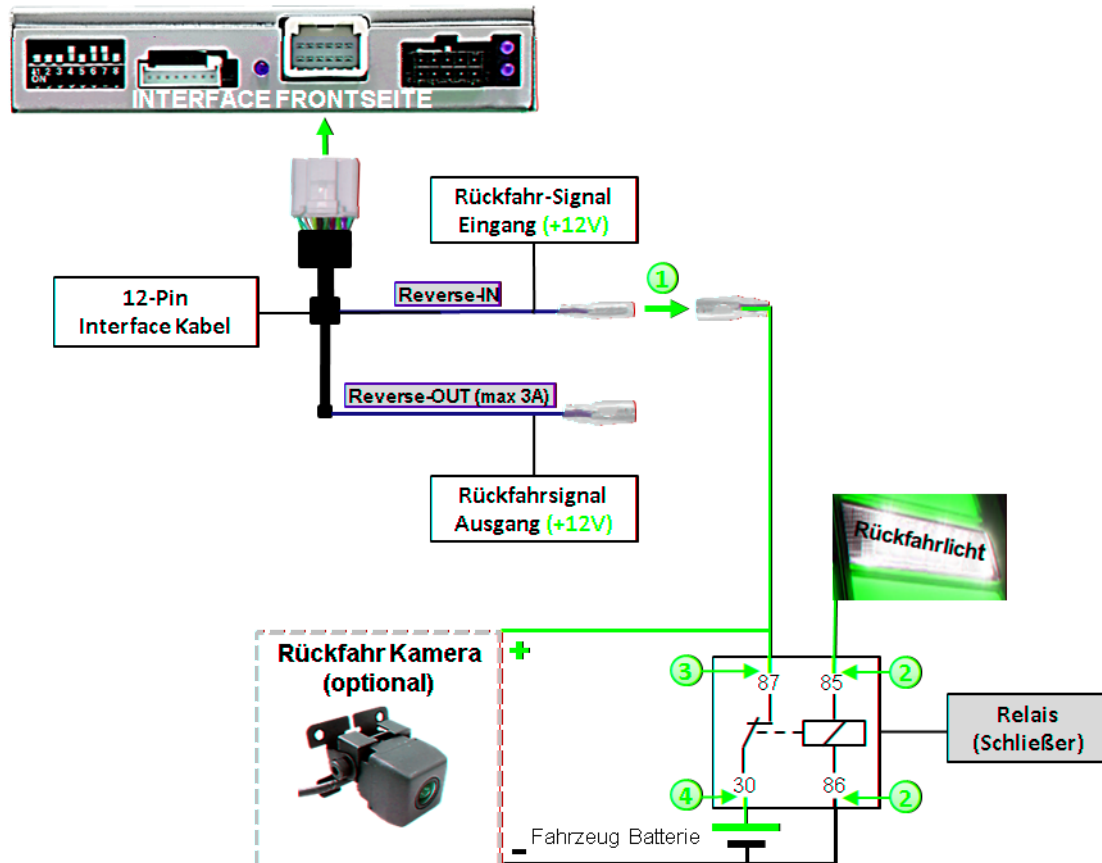 1 2 3 4 5 6 7 8
ON
INTERFACE FRONTSEITE
Rückfahr-Signal
Eingang (+12V)
1
12-Pin
Interface Kabel
Reverse-IN
Reverse-OUT (max 3A)
Rückfahrsignal
Ausgang (+12V)
Rückfahrlicht
Rückfahr Kamera
(optional)
+
3
87
85
2
Relais
(Schließer)
4
30
86
2
- Fahrzeug Batterie